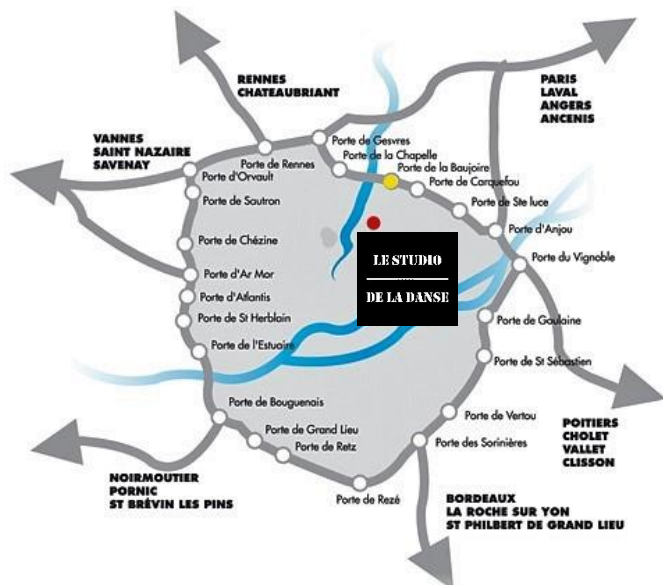 RENNES
CHATEAUBRIANT
PARIS
LAVAL
ANGERS
ANCENIS
VANNES
SAINT NAZAIRE
SAVENAY
Porte de Gesvres
Porte de la Chapelle
Porte de Rennes
Porte de la Baujoire
Porte d'Orvault
Porte de Carquefou
Porte de Sautron
Porte de Ste luce
Porte d'Anjou
Porte de Chézine
Porte du Vignoble
LE STUDIO
DE LA DANSE
Porte d'Ar Mor
Porte d'Atlantis
Porte de St Herblain
Porte de Goulaine
Porte de l'Estuaire
Porte de St Sébastien
Porte de Bouguenais
Porte de Vertou
Porte de Grand Lieu
Porte des Sorinières
Porte de Retz
POITIERS
CHOLET
VALLET
CLISSON
NOIRMOUTIER
PORNIC
ST BRÉVIN LES PINS
Porte de Rezé
BORDEAUX
LA ROCHE SUR YON
ST PHILBERT DE GRAND LIEU